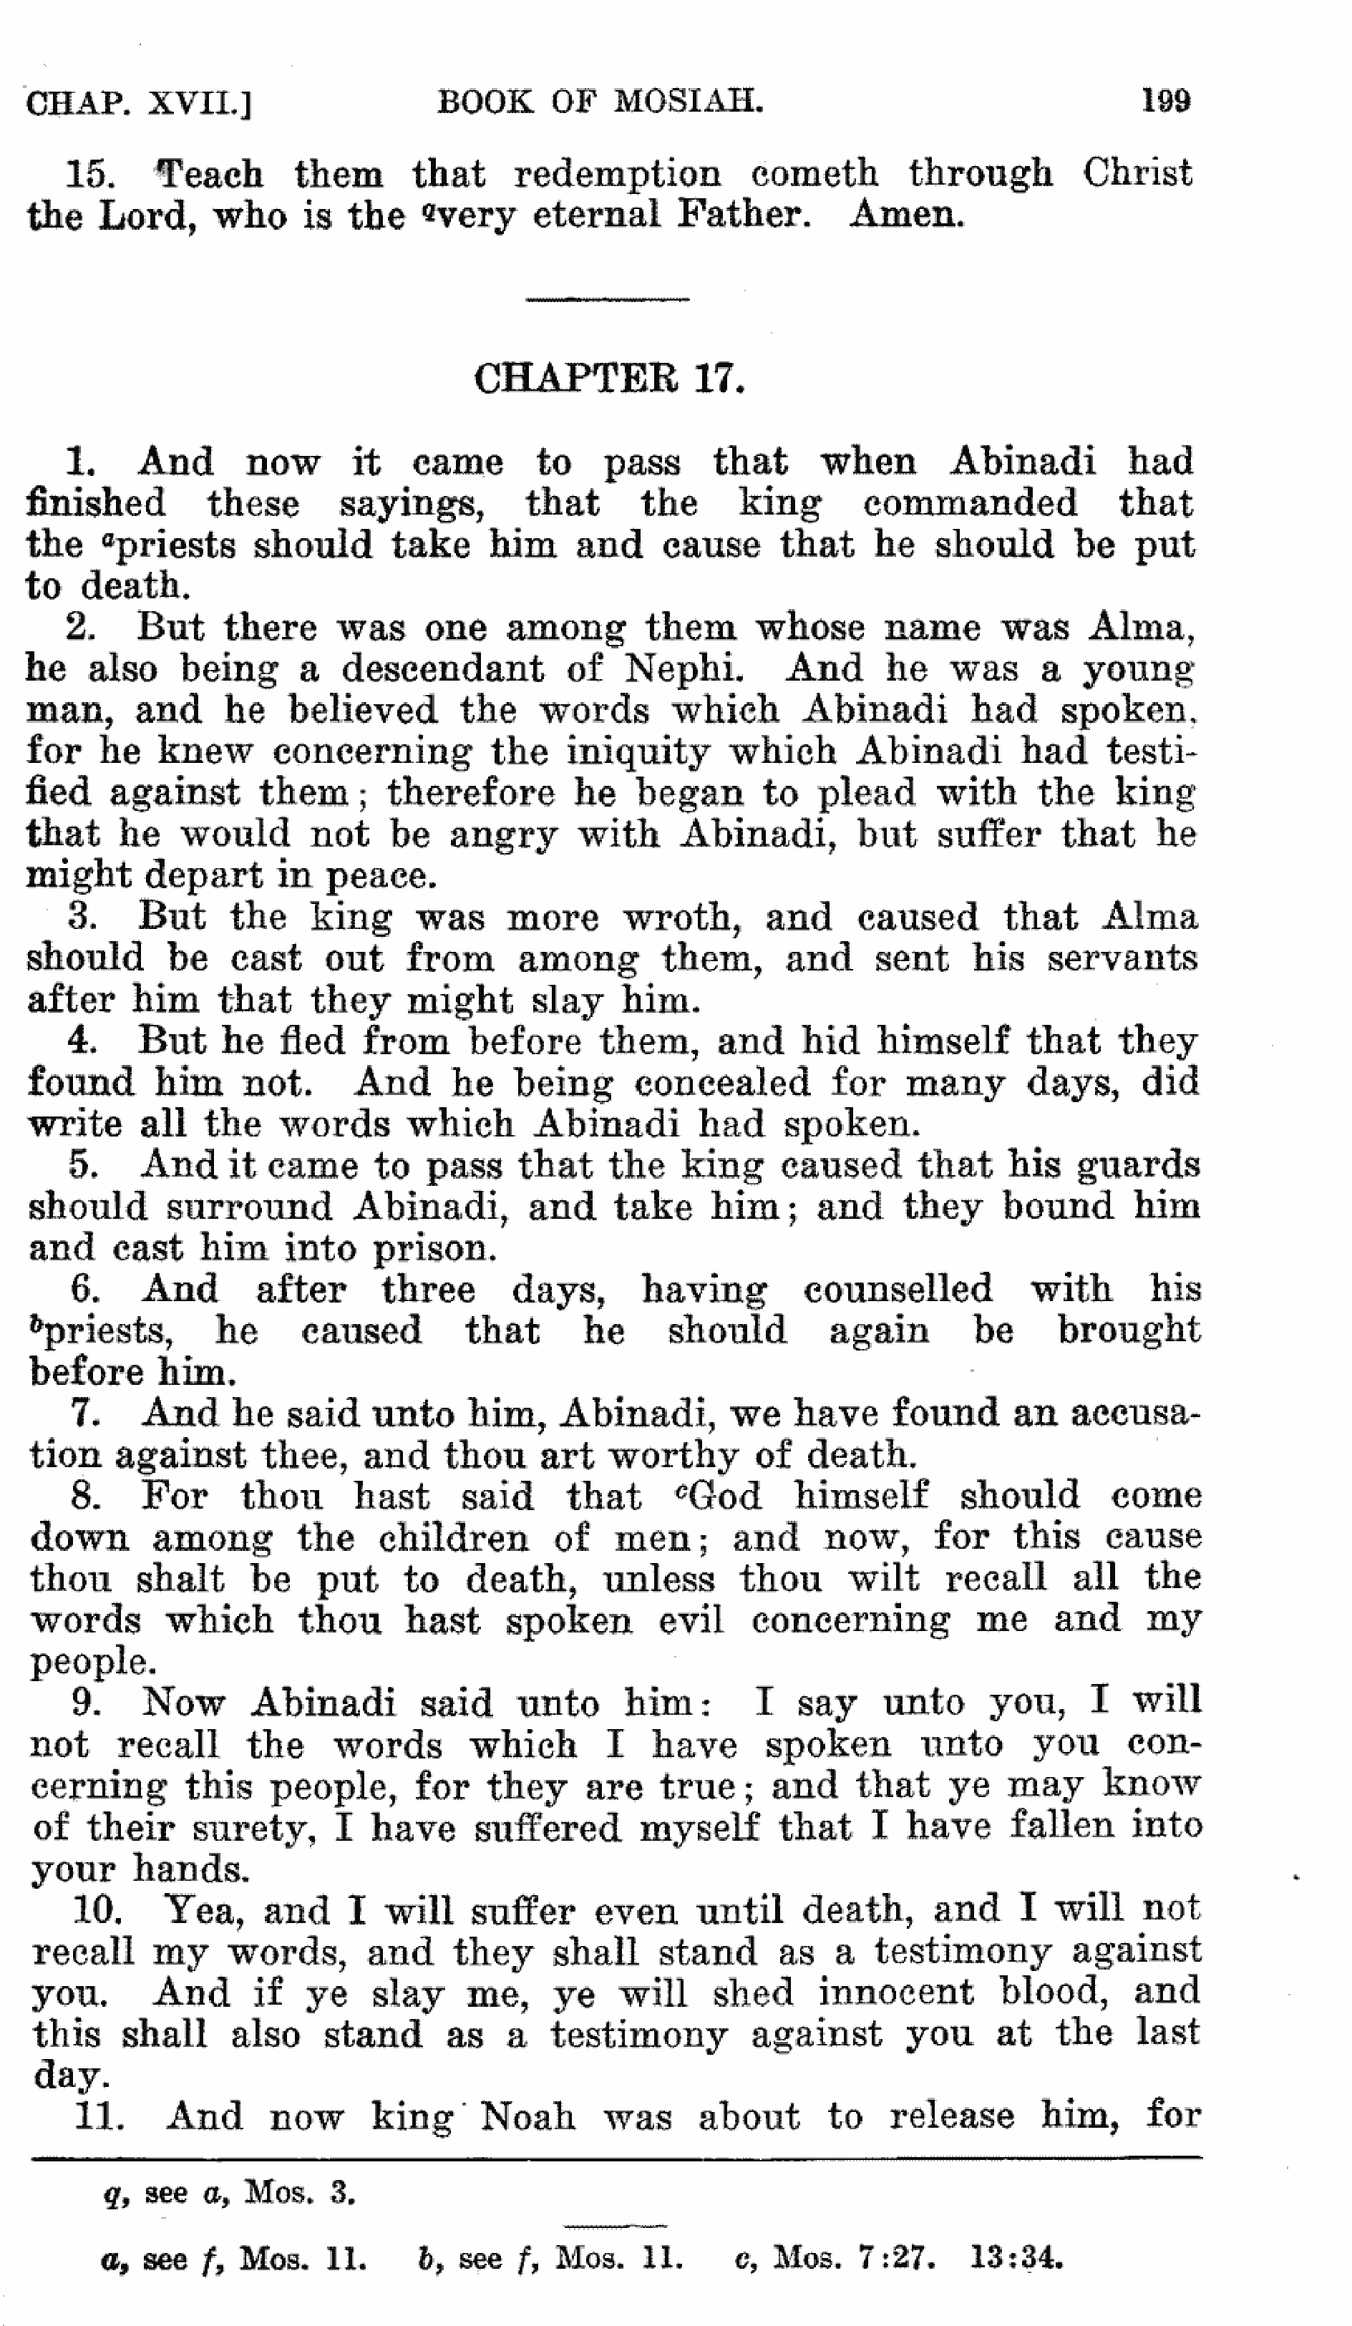 CHAP. XVII.] BOOK OF MOSIAH. 199
15. Teach them that redemption cometh through Christ
the Lord, who is the qvery eternal Father. Amen.
CHAPTER 17.
1. And now it came to pass that when Abinadi had
finished these sayings, that the king commanded that
the apriests should take him and cause that he should be put
to death.
2. But there was one among them whose name was Alma,
he also being a descendant of Nephi. And he was a young
man, and he believed the words which Abinadi had spoken,
for he knew concerning the iniquity which Abinadi had testi-
fied against them; therefore he began to plead with the king
that he would not be angry with Abinadi, but suffer that he
might depart in peace.
3. But the king was more wroth, and caused that Alma
should be cast out from among them, and sent his servants
after him that they might slay him.
4. But he fled from before them, and hid himself that they
found him not. And he being concealed for many days, did
write all the words which Abinadi had spoken.
5. And it came to pass that the king caused that his guards
should surround Abinadi, and take him; and they bound him
and cast him into prison.
6. And after three days, having counselled with his
bpriests, he caused that he should again be brought
before him.
7. And he said unto him, Abinadi, we have found an accusa-
tion against thee, and thou art worthy of death.
8. For thou hast said that cGod himself should come
down among the children of men; and now, for this cause
thou shalt be put to death, unless thou wilt recall all the
words which thou hast spoken evil concerning me and my
people.
9. Now Abinadi said unto him: I say unto you, I will
not recall the words which I have spoken unto you con-
cerning this people, for they are true; and that ye may know
of their surety, I have suffered myself that I have fallen into
your hands.
10. Yea, and I will suffer even until death, and I will not
recall my words, and they shall stand as a testimony against
you. And if ye slay me, ye will shed innocent blood, and
this shall also stand as a testimony against you at the last
day.
11. And now king Noah was about to release him, for
q, see a, Mos. 3.
a, see f, Mos. 11. b, see f, Mos. 11. c, Mos. 7:27. 13:34.